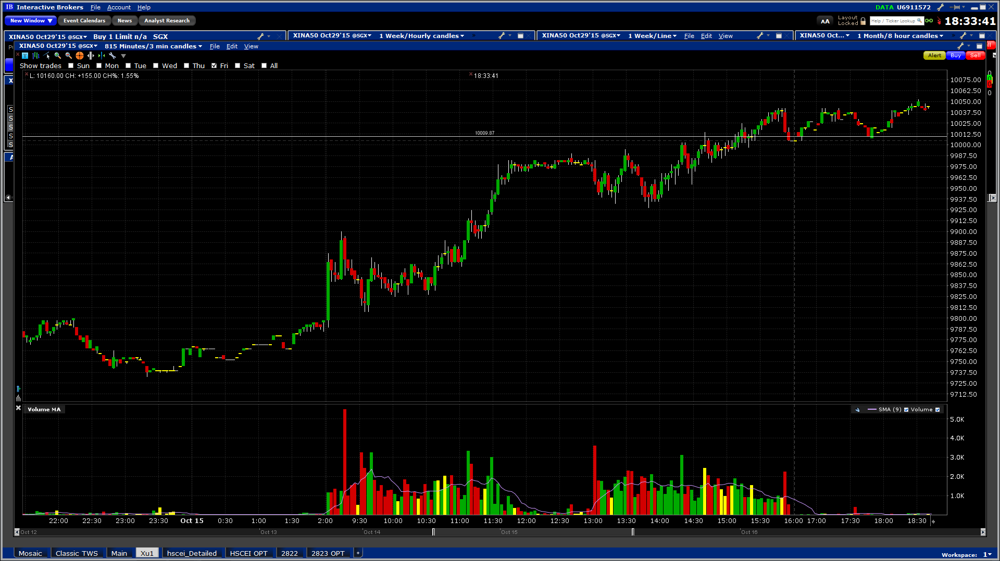 IB Interactive Brokers File Account Help DATA U6911572
New Window ▼ Event Calendars News Analyst Research AA Layout Locked Help / Ticker Lookup 18:33:41
XINA50 Oct29'15 @SGX Buy 1 Limit n/a SGX XINA50 Oct29'15 @SGX 1 Week/Hourly candles XINA50 Oct29'15 @SGX 1 Week/Line File Edit View XINA50 Oct... 1 Month/8 hour candles
XINA50 Oct29'15 @SGX 815 Minutes/3 min candles File Edit View
Alert Buy Sell
Show trades Sun Mon Tue Wed Thu Fri Sat All
L: 10160.00 CH: +155.00 CH%: 1.55% 18:33:41
10075.00
10062.50
10050.00
10037.50
10025.00
10009.87
10012.50
10000.00
9987.50
9975.00
9962.50
9950.00
9937.50
9925.00
9912.50
9900.00
9887.50
9875.00
9862.50
9850.00
9837.50
9825.00
9812.50
9800.00
9787.50
9775.00
9762.50
9750.00
9737.50
9725.00
9712.50
Volume MA SMA (9) Volume
5.0K
4.0K
3.0K
2.0K
1.0K
22:00 22:30 23:00 23:30 Oct 15 0:30 1:00 1:30 2:00 9:30 10:00 10:30 11:00 11:30 12:00 12:30 13:00 13:30 14:00 14:30 15:00 15:30 16:00 17:00 17:30 18:00 18:30
Oct 12 Oct 13 Oct 14 Oct 15 Oct 16
Mosaic Classic TWS Main Xu1 hscei_Detailed HSCEI OPT 2822 2823 OPT +
Workspace: 1